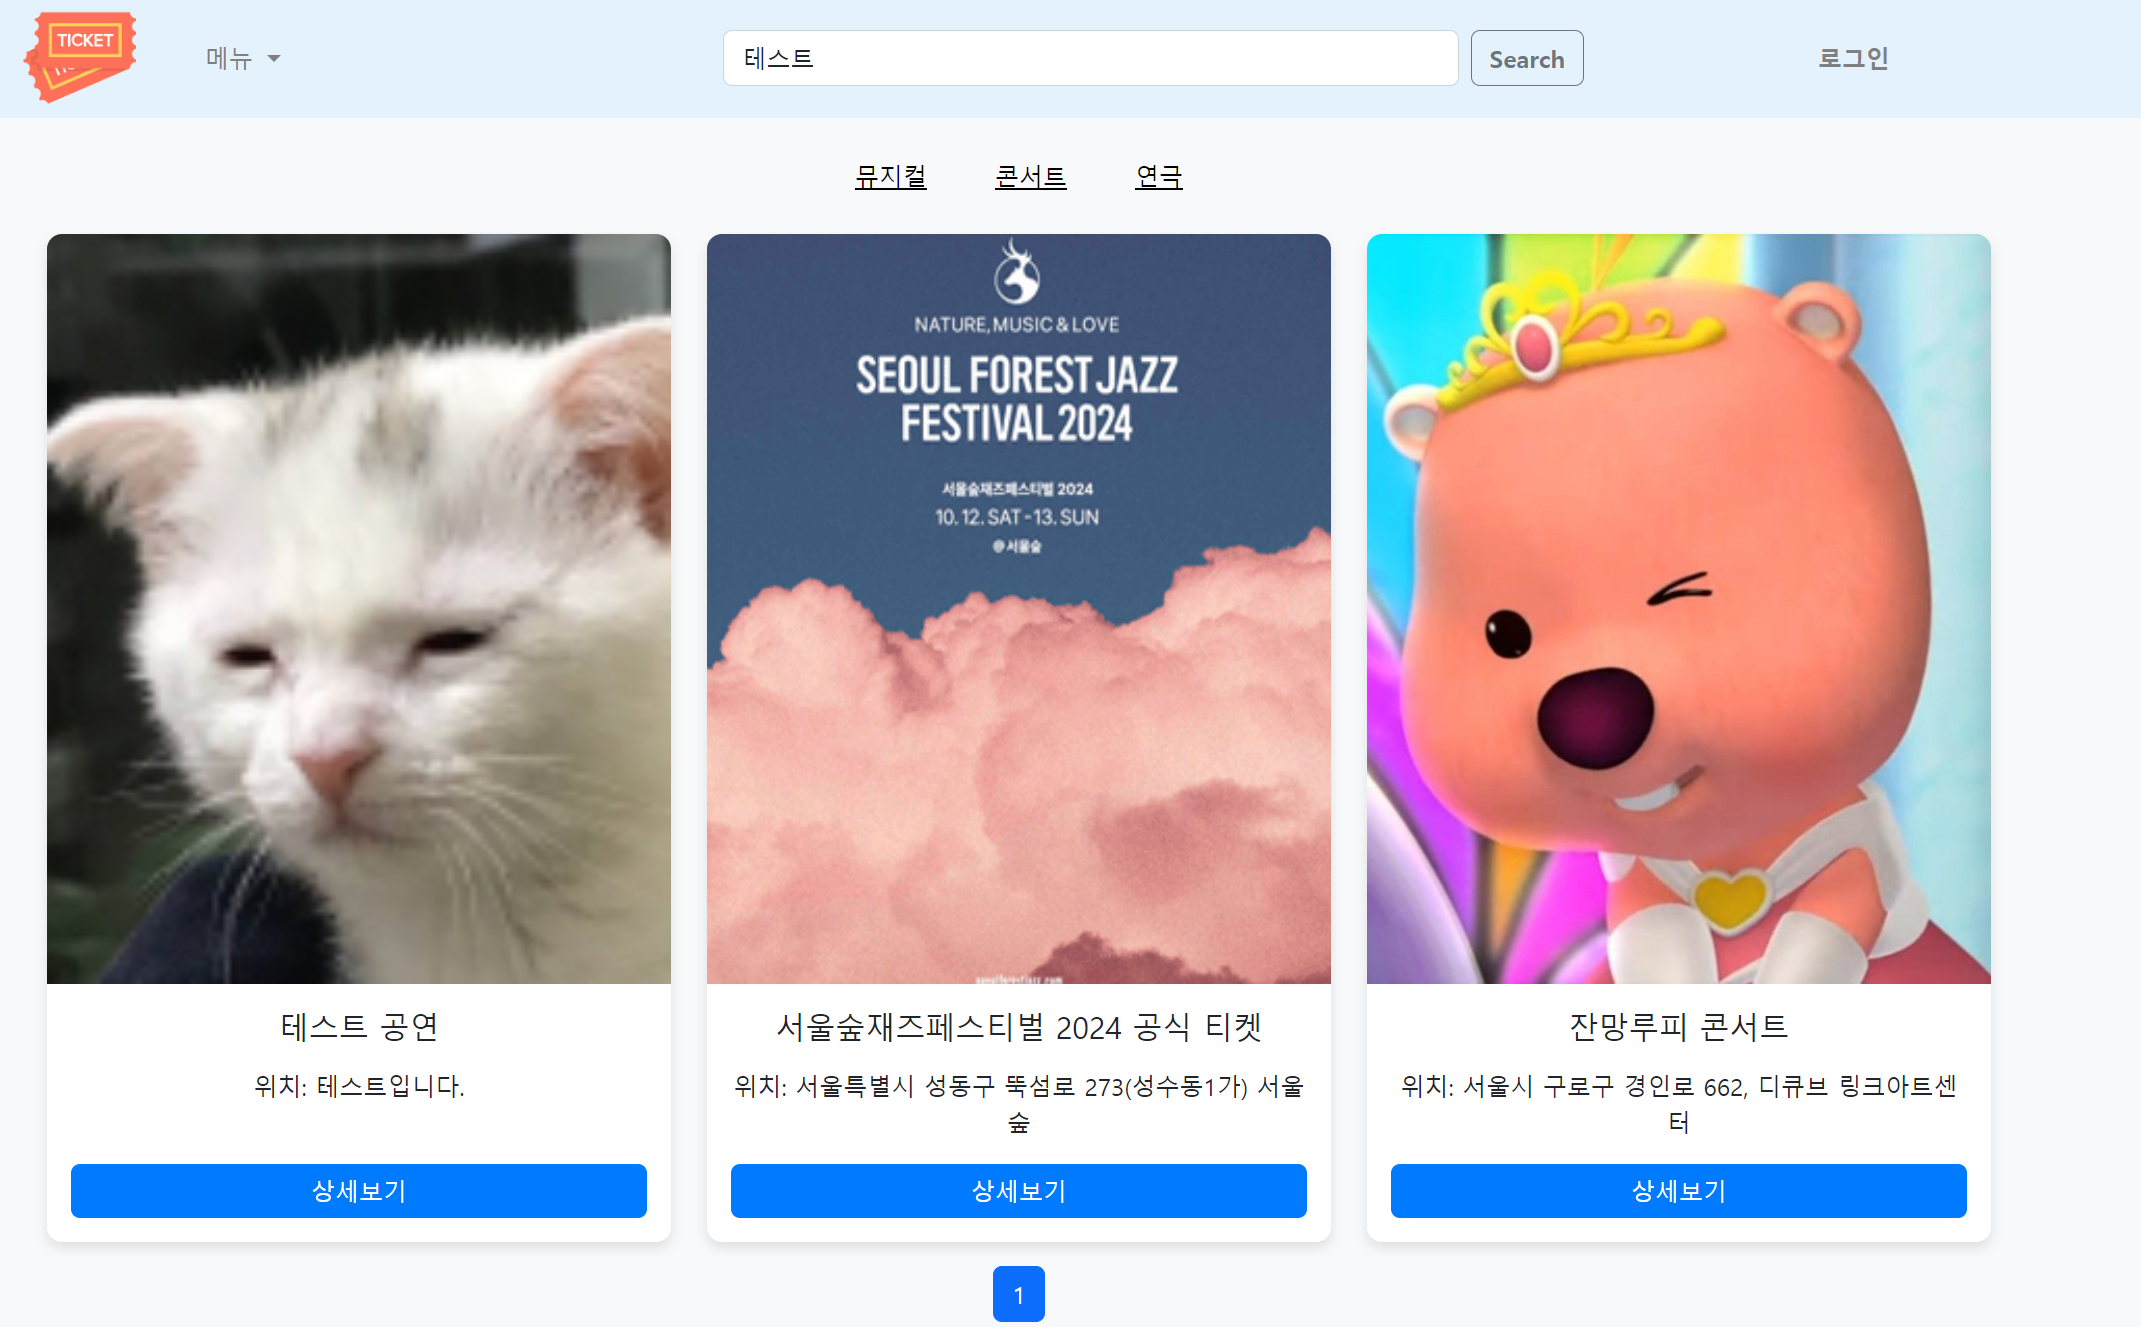 TICKET
메뉴
테스트
Search
로그인
뮤지컬
콘서트
연극
NATURE, MUSIC & LOVE
SEOUL FOREST JAZZ
FESTIVAL 2024
서울숲재즈페스티벌 2024
10. 12. SAT - 13. SUN
@서울숲
seoulforestjazz.com
테스트 공연
위치: 테스트입니다.
상세보기
서울숲재즈페스티벌 2024 공식 티켓
위치: 서울특별시 성동구 뚝섬로 273(성수동1가) 서울
숲
상세보기
잔망루피 콘서트
위치: 서울시 구로구 경인로 662, 디큐브 링크아트센
터
상세보기
1